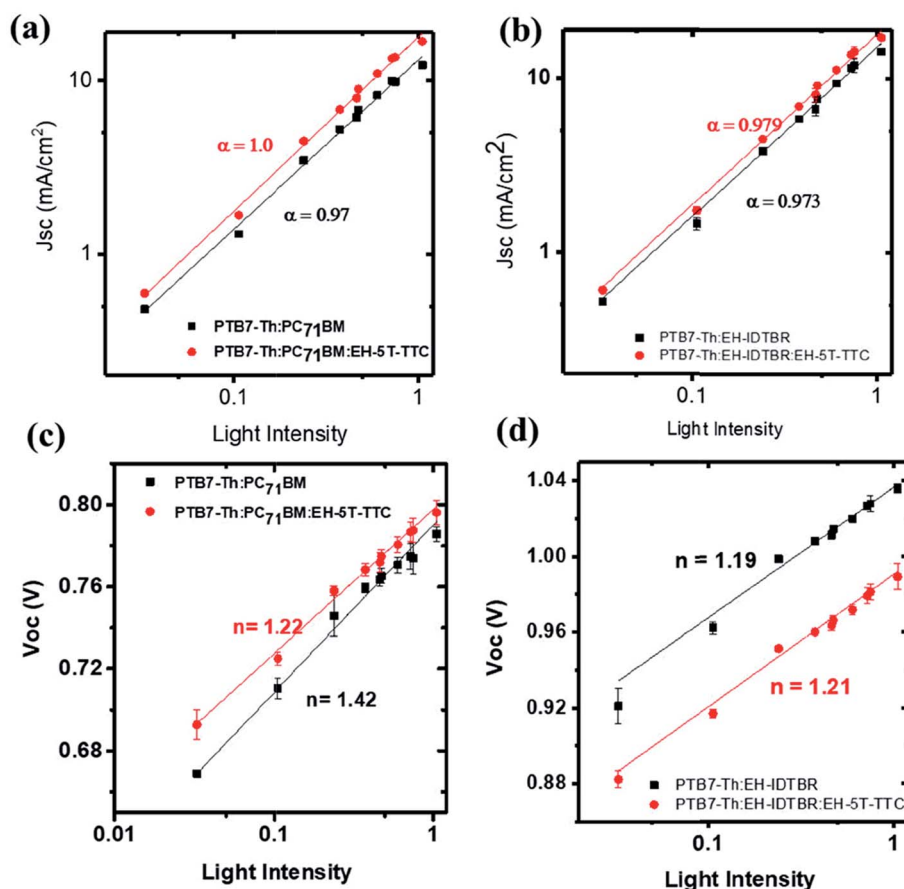 (a)
10
1
Jsc (mA/cm²)
α = 1.0
α = 0.97
PTB7-Th:PC71BM
PTB7-Th:PC71BM:EH-5T-TTC
0.1
1
Light Intensity
(b)
10
1
Jsc (mA/cm²)
α = 0.979
α = 0.973
PTB7-Th:EH-IDTBR
PTB7-Th:EH-IDTBR:EH-5T-TTC
0.1
1
Light Intensity
(c)
PTB7-Th:PC71BM
PTB7-Th:PC71BM:EH-5T-TTC
0.80
0.76
0.72
0.68
Voc (V)
n= 1.22
n= 1.42
0.01
0.1
1
Light Intensity
(d)
1.04
1.00
0.96
0.92
0.88
Voc (V)
n = 1.19
n = 1.21
PTB7-Th:EH-IDTBR
PTB7-Th:EH-IDTBR:EH-5T-TTC
0.1
1
Light Intensity